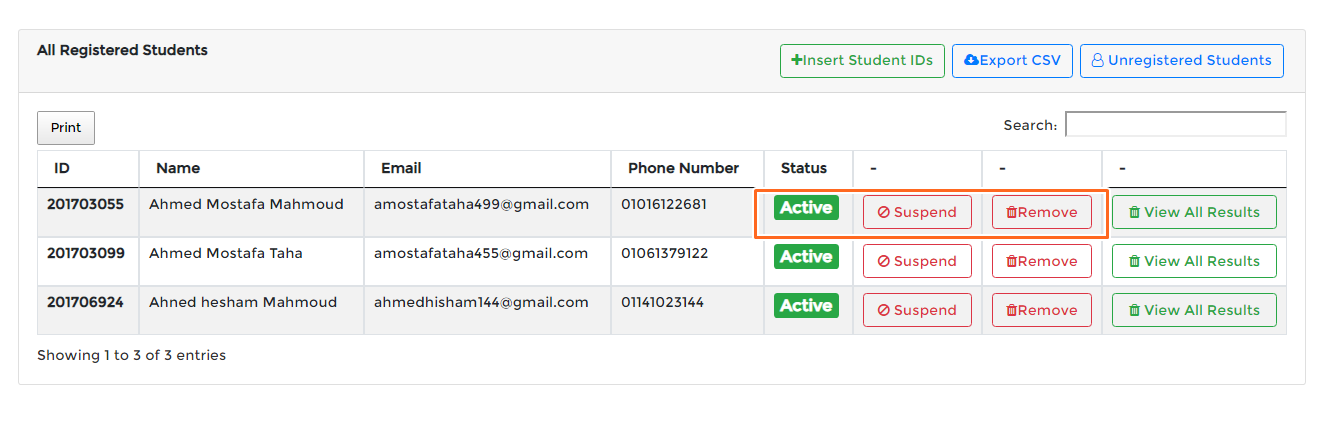 All Registered Students
Insert Student IDs Export CSV Unregistered Students
Print
Search:
ID Name Email Phone Number Status - - -
201703055 Ahmed Mostafa Mahmoud amostafataha499@gmail.com 01016122681 Active Suspend Remove View All Results
201703099 Ahmed Mostafa Taha amostafataha455@gmail.com 01061379122 Active Suspend Remove View All Results
201706924 Ahned hesham Mahmoud ahmedhisham144@gmail.com 01141023144 Active Suspend Remove View All Results
Showing 1 to 3 of 3 entries